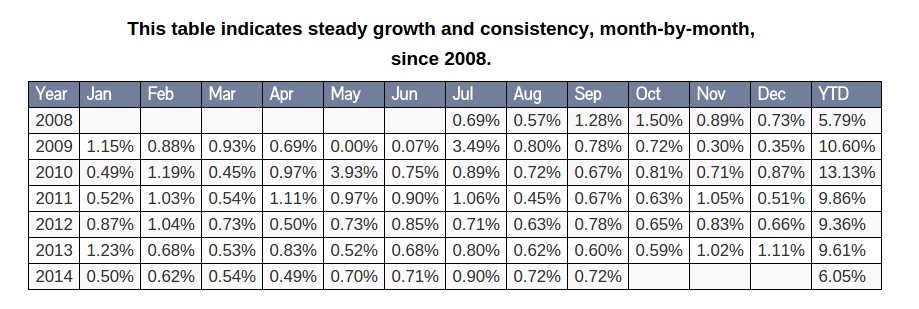 This table indicates steady growth and consistency, month-by-month,
since 2008.
Year Jan Feb Mar Apr May Jun Jul Aug Sep Oct Nov Dec YTD
2008 0.69% 0.57% 1.28% 1.50% 0.89% 0.73% 5.79%
2009 1.15% 0.88% 0.93% 0.69% 0.00% 0.07% 3.49% 0.80% 0.78% 0.72% 0.30% 0.35% 10.60%
2010 0.49% 1.19% 0.45% 0.97% 3.93% 0.75% 0.89% 0.72% 0.67% 0.81% 0.71% 0.87% 13.13%
2011 0.52% 1.03% 0.54% 1.11% 0.97% 0.90% 1.06% 0.45% 0.67% 0.63% 1.05% 0.51% 9.86%
2012 0.87% 1.04% 0.73% 0.50% 0.73% 0.85% 0.71% 0.63% 0.78% 0.65% 0.83% 0.66% 9.36%
2013 1.23% 0.68% 0.53% 0.83% 0.52% 0.68% 0.80% 0.62% 0.60% 0.59% 1.02% 1.11% 9.61%
2014 0.50% 0.62% 0.54% 0.49% 0.70% 0.71% 0.90% 0.72% 0.72% 6.05%